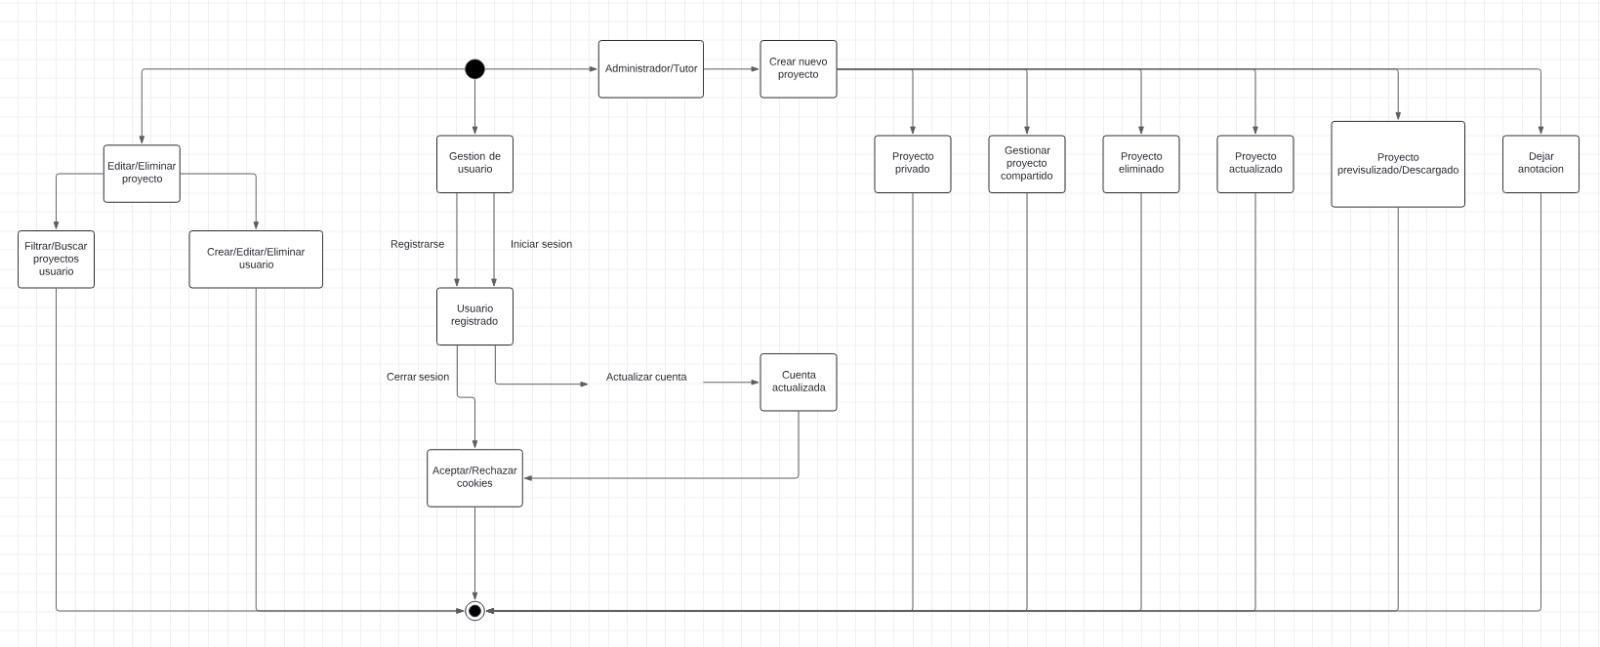 Administrador/Tutor
Crear nuevo
proyecto
Editar/Eliminar
proyecto
Gestion de
usuario
Proyecto
privado
Gestionar
proyecto
compartido
Proyecto
eliminado
Proyecto
actualizado
Proyecto
previsulizado/Descargado
Dejar
anotacion
Filtrar/Buscar
proyectos
usuario
Crear/Editar/Eliminar
usuario
Registrarse
Iniciar sesion
Usuario
registrado
Cerrar sesion
Actualizar cuenta
Cuenta
actualizada
Aceptar/Rechazar
cookies